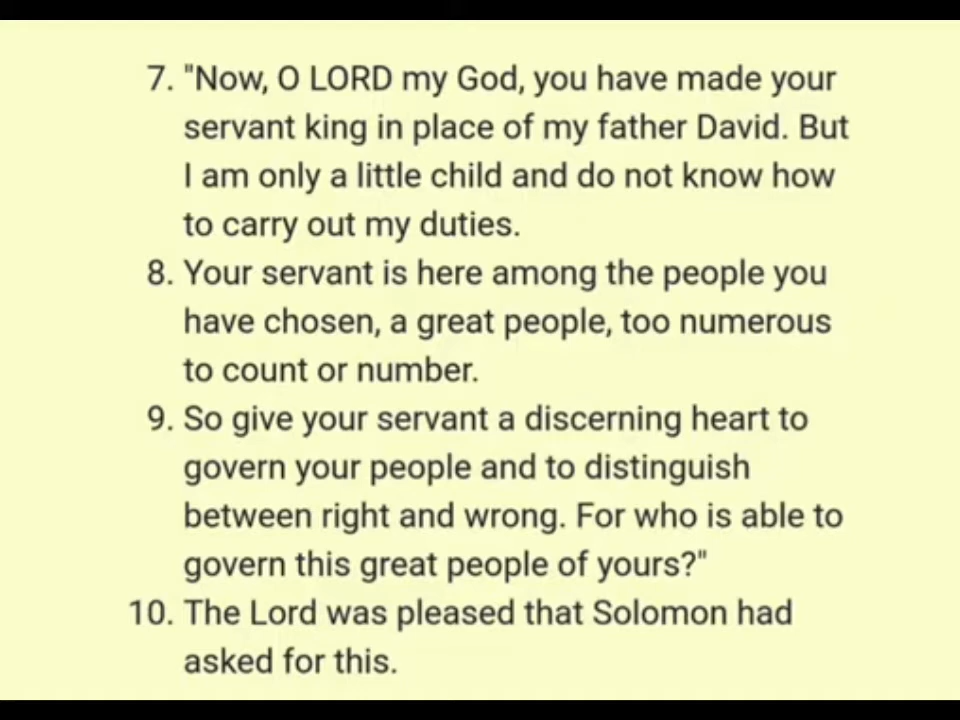 7. "Now, O LORD my God, you have made your
servant king in place of my father David. But
I am only a little child and do not know how
to carry out my duties.
8. Your servant is here among the people you
have chosen, a great people, too numerous
to count or number.
9. So give your servant a discerning heart to
govern your people and to distinguish
between right and wrong. For who is able to
govern this great people of yours?"
10. The Lord was pleased that Solomon had
asked for this.